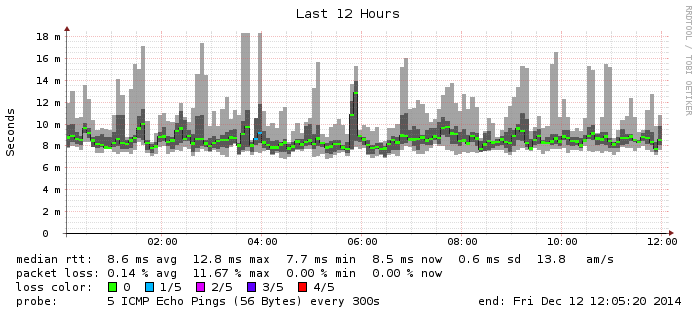 Last 12 Hours
RRDTOOL / TOBI OETIKER
Seconds
18 m
16 m
14 m
12 m
10 m
8 m
6 m
4 m
2 m
0
02:00 04:00 06:00 08:00 10:00 12:00
median rtt: 8.6 ms avg 12.8 ms max 7.7 ms min 8.5 ms now 0.6 ms sd 13.8 am/s
packet loss: 0.14 % avg 11.67 % max 0.00 % min 0.00 % now
loss color: 0 1/5 2/5 3/5 4/5
probe: 5 ICMP Echo Pings (56 Bytes) every 300s end: Fri Dec 12 12:05:20 2014